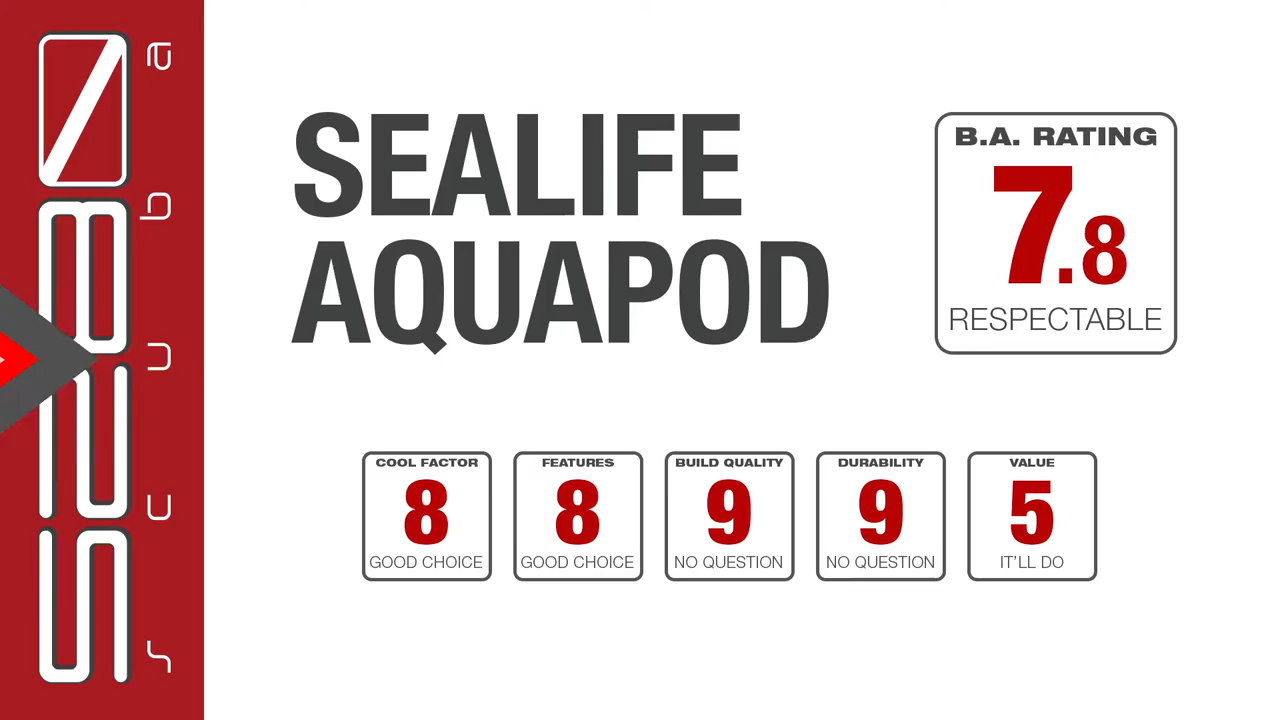 scuba
SEALIFE
AQUAPOD
B.A. RATING
7.8
RESPECTABLE
COOL FACTOR
8
GOOD CHOICE
FEATURES
8
GOOD CHOICE
BUILD QUALITY
9
NO QUESTION
DURABILITY
9
NO QUESTION
VALUE
5
IT'LL DO